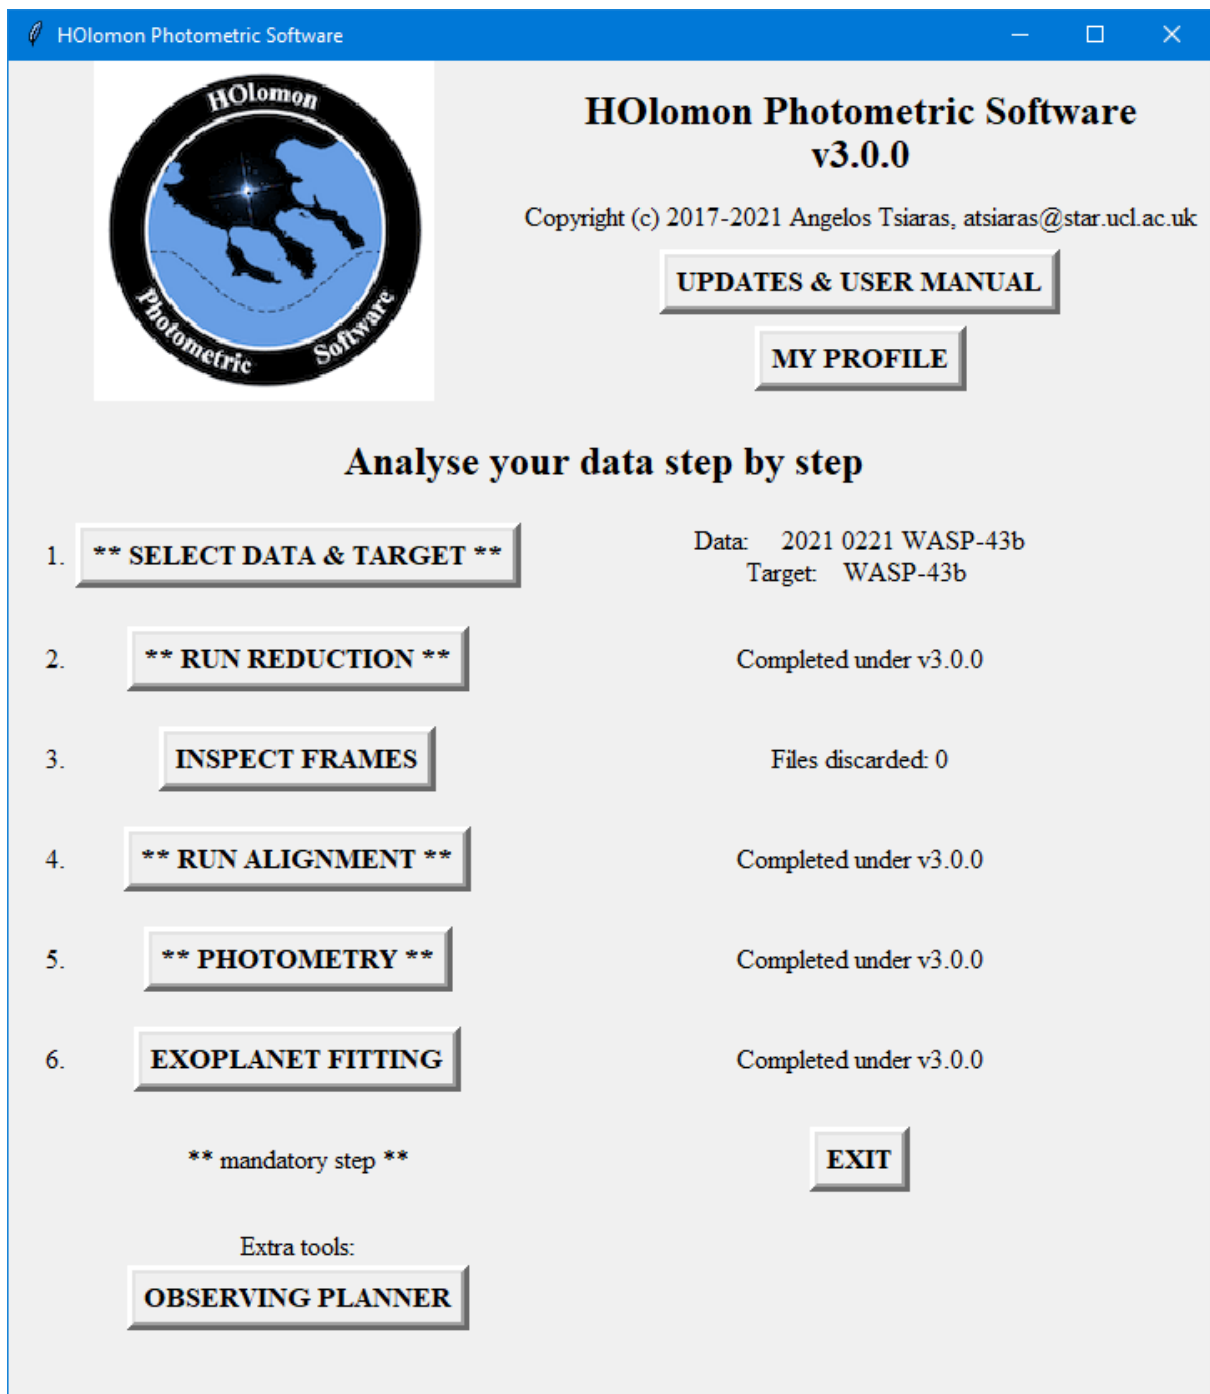 HOlomon Photometric Software
HOlomon
Photometric Software
HOlomon Photometric Software
v3.0.0
Copyright (c) 2017-2021 Angelos Tsiaras, atsiaras@star.ucl.ac.uk
UPDATES & USER MANUAL
MY PROFILE
Analyse your data step by step
1. ** SELECT DATA & TARGET **
Data: 2021 0221 WASP-43b
Target: WASP-43b
2. ** RUN REDUCTION ** Completed under v3.0.0
3. INSPECT FRAMES Files discarded: 0
4. ** RUN ALIGNMENT ** Completed under v3.0.0
5. ** PHOTOMETRY ** Completed under v3.0.0
6. EXOPLANET FITTING Completed under v3.0.0
** mandatory step ** EXIT
Extra tools:
OBSERVING PLANNER